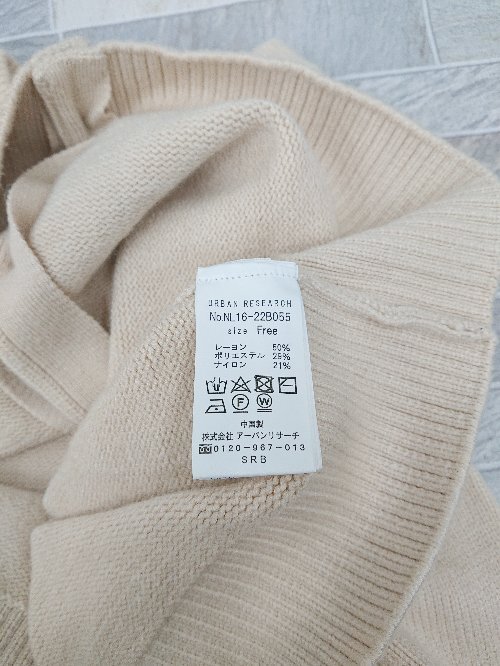 URBAN RESEARCH
No.NL16-22B055
size Free
レーヨン 50%
ポリエステル 29%
ナイロン 21%
中国製
株式会社 アーバンリサーチ
0120-967-013
SRB